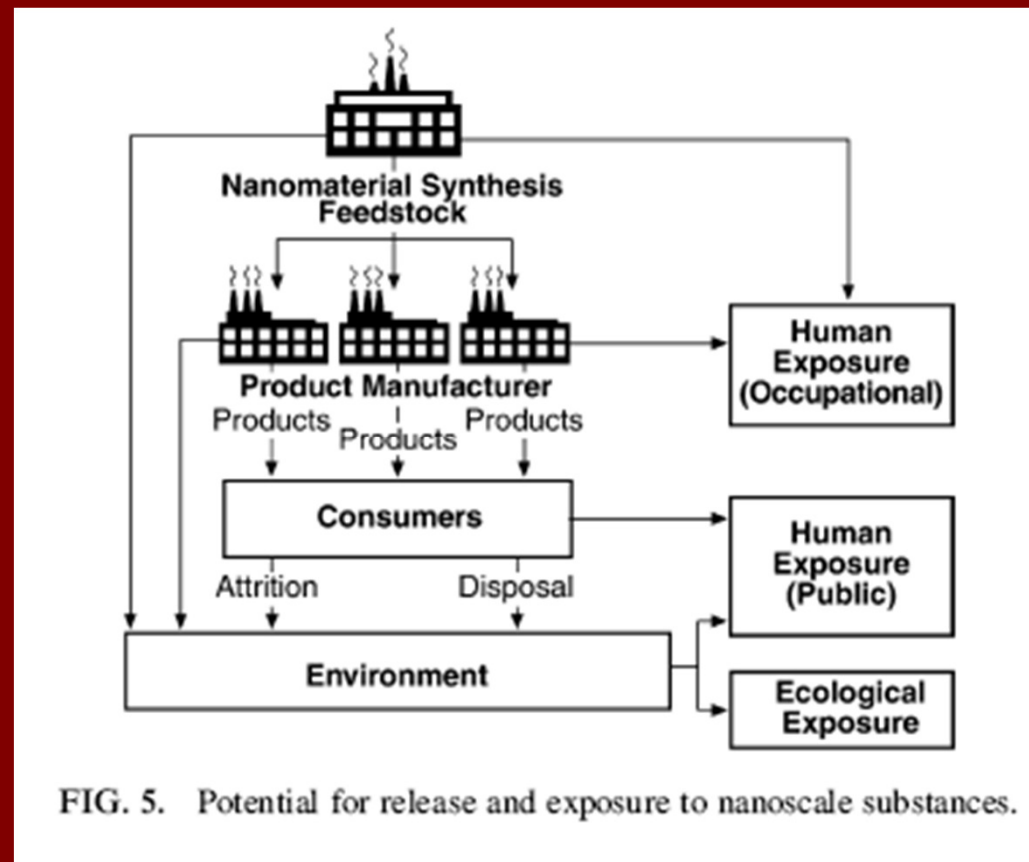 Nanomaterial Synthesis
Feedstock
Product Manufacturer
Products
Products
Products
Human
Exposure
(Occupational)
Consumers
Human
Exposure
(Public)
Attrition
Disposal
Environment
Ecological
Exposure
FIG. 5. Potential for release and exposure to nanoscale substances.